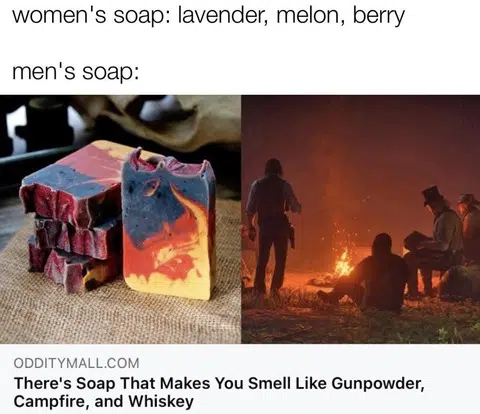 women's soap: lavender, melon, berry
men's soap:
ODDITYMALL.COM
There's Soap That Makes You Smell Like Gunpowder,
Campfire, and Whiskey